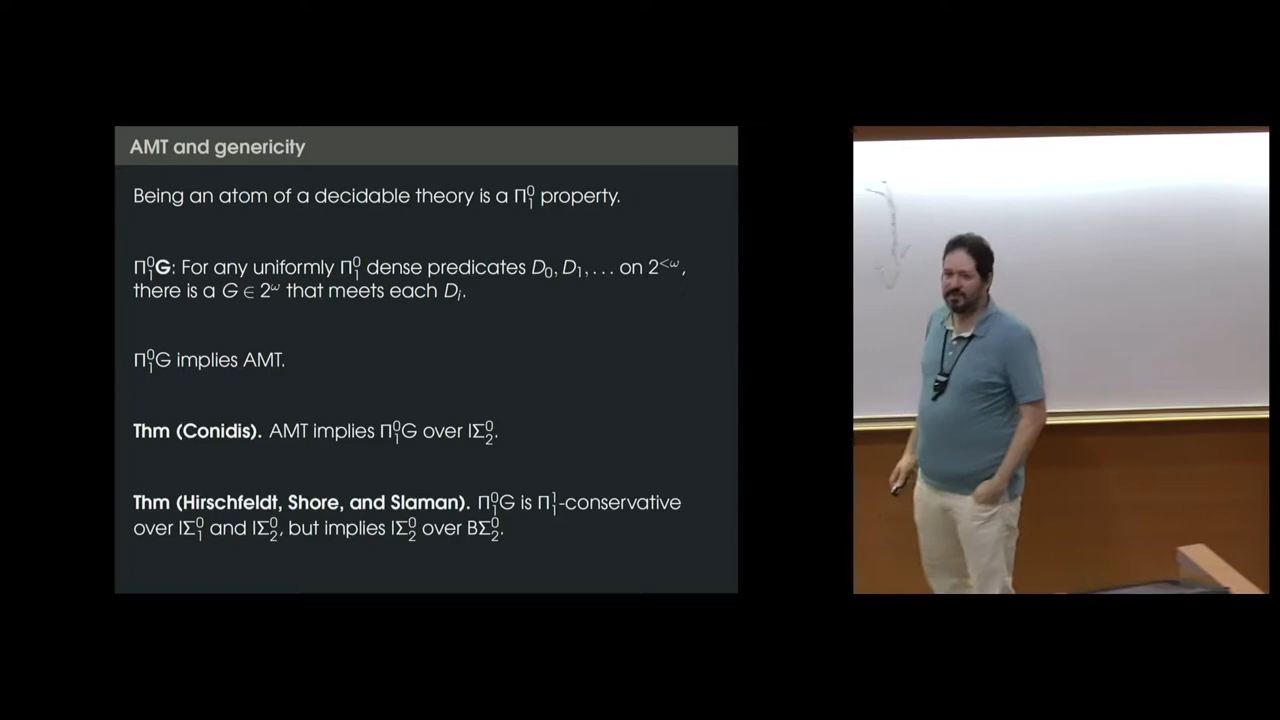 AMT and genericity
Being an atom of a decidable theory is a Π⁰₁ property.
Π⁰₁G: For any uniformly Π⁰₁ dense predicates D₀, D₁, . . . on 2^{<ω},
there is a G ∈ 2^ω that meets each Dᵢ.
Π⁰₁G implies AMT.
Thm (Conidis). AMT implies Π⁰₁G over IΣ⁰₂.
Thm (Hirschfeldt, Shore, and Slaman). Π⁰₁G is Π¹₁-conservative
over IΣ⁰₁ and IΣ⁰₂, but implies IΣ⁰₂ over BΣ⁰₂.